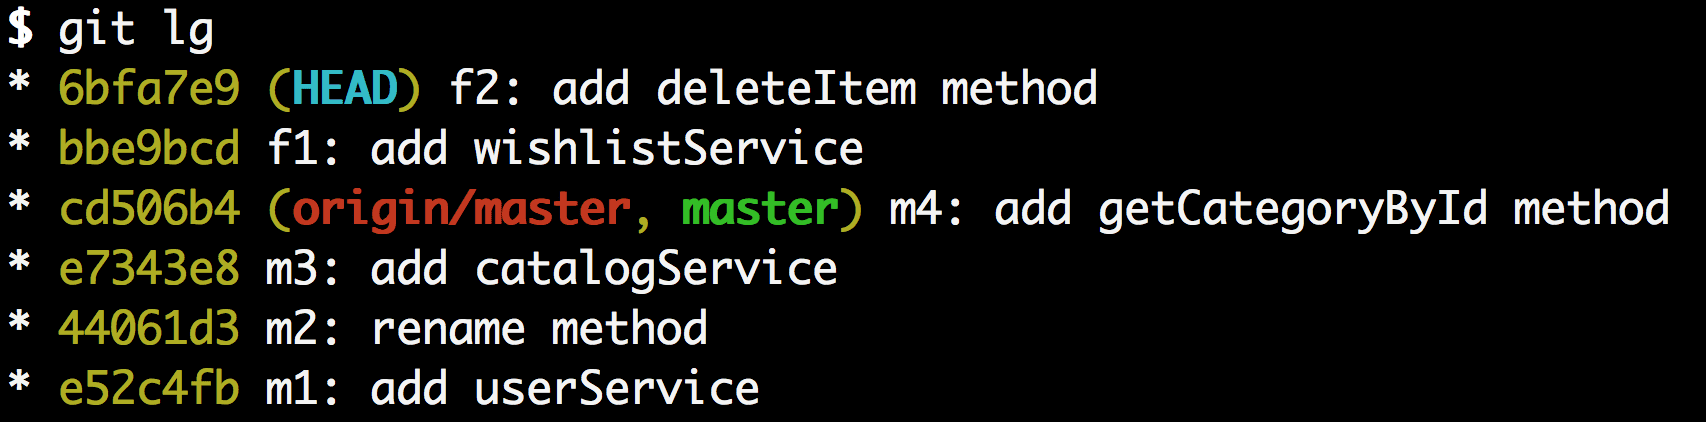 $ git lg
* 6bfa7e9 (HEAD) f2: add deleteItem method
* bbe9bcd f1: add wishlistService
* cd506b4 (origin/master, master) m4: add getCategoryById method
* e7343e8 m3: add catalogService
* 44061d3 m2: rename method
* e52c4fb m1: add userService